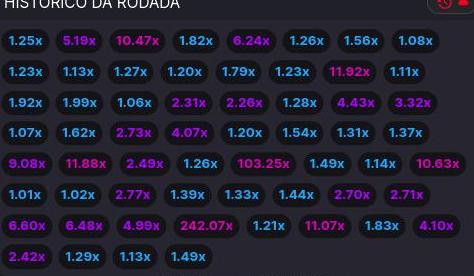 HISTÓRICO DA RODADA
1.25x 5.19x 10.47x 1.82x 6.24x 1.26x 1.56x 1.08x
1.23x 1.13x 1.27x 1.20x 1.79x 1.23x 11.92x 1.11x
1.92x 1.99x 1.06x 2.31x 2.26x 1.28x 4.43x 3.32x
1.07x 1.62x 2.73x 4.07x 1.20x 1.54x 1.31x 1.37x
9.08x 11.88x 2.49x 1.26x 103.25x 1.49x 1.14x 10.63x
1.01x 1.02x 2.77x 1.39x 1.33x 1.44x 2.70x 2.71x
6.60x 6.48x 4.99x 242.07x 1.21x 11.07x 1.83x 4.10x
2.42x 1.29x 1.13x 1.49x